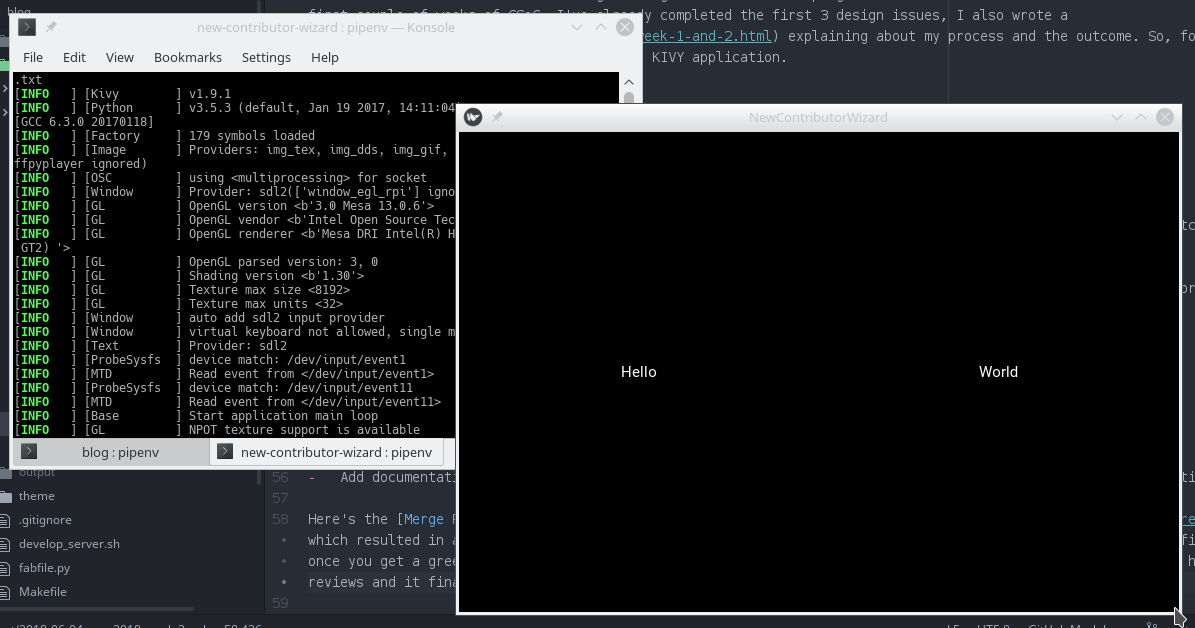 blog
first couple of weeks of GSoC. I've already completed the first 3 design issues, I also wrote a
new-contributor-wizard : pipenv — Konsole
eek-1-and-2.html) explaining about my process and the outcome. So, fo
File Edit View Bookmarks Settings Help
KIVY application.
.txt
[INFO   ] [Kivy        ] v1.9.1
[INFO   ] [Python      ] v3.5.3 (default, Jan 19 2017, 14:11:04
[GCC 6.3.0 20170118]
[INFO   ] [Factory     ] 179 symbols loaded
[INFO   ] [Image       ] Providers: img_tex, img_dds, img_gif,
ffpyplayer ignored)
[INFO   ] [OSC         ] using <multiprocessing> for socket
[INFO   ] [Window      ] Provider: sdl2(['window_egl_rpi'] igno
[INFO   ] [GL          ] OpenGL version <b'3.0 Mesa 13.0.6'>
[INFO   ] [GL          ] OpenGL vendor <b'Intel Open Source Tec
[INFO   ] [GL          ] OpenGL renderer <b'Mesa DRI Intel(R) H
GT2) '>
[INFO   ] [GL          ] OpenGL parsed version: 3, 0
[INFO   ] [GL          ] Shading version <b'1.30'>
[INFO   ] [GL          ] Texture max size <8192>
[INFO   ] [GL          ] Texture max units <32>
[INFO   ] [Window      ] auto add sdl2 input provider
[INFO   ] [Window      ] virtual keyboard not allowed, single m
[INFO   ] [Text        ] Provider: sdl2
[INFO   ] [ProbeSysfs  ] device match: /dev/input/event1
[INFO   ] [MTD         ] Read event from </dev/input/event1>
[INFO   ] [ProbeSysfs  ] device match: /dev/input/event11
[INFO   ] [MTD         ] Read event from </dev/input/event11>
[INFO   ] [Base        ] Start application main loop
[INFO   ] [GL          ] NPOT texture support is available
blog : pipenv new-contributor-wizard : pipenv
NewContributorWizard
Hello World
output
theme
.gitignore
develop_server.sh
fabfile.py
Makefile
56 - Add documentati
57
58 Here's the [Merge
which resulted in
once you get a gree
reviews and it fina
59